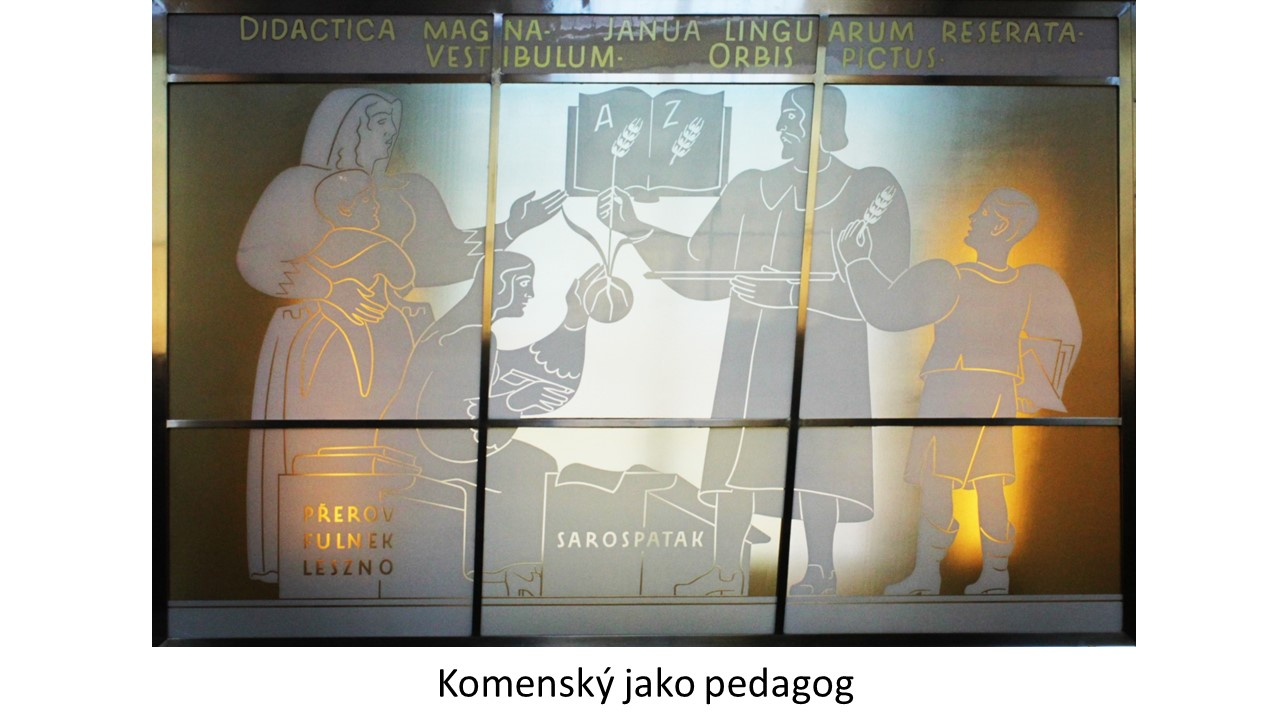 DIDACTICA MAGNA· JANUA LINGUARUM RESERATA·
VESTIBULUM· ORBIS PICTUS·
A Z
PŘEROV
FULNEK
LESZNO
SAROSPATAK
Komenský jako pedagog